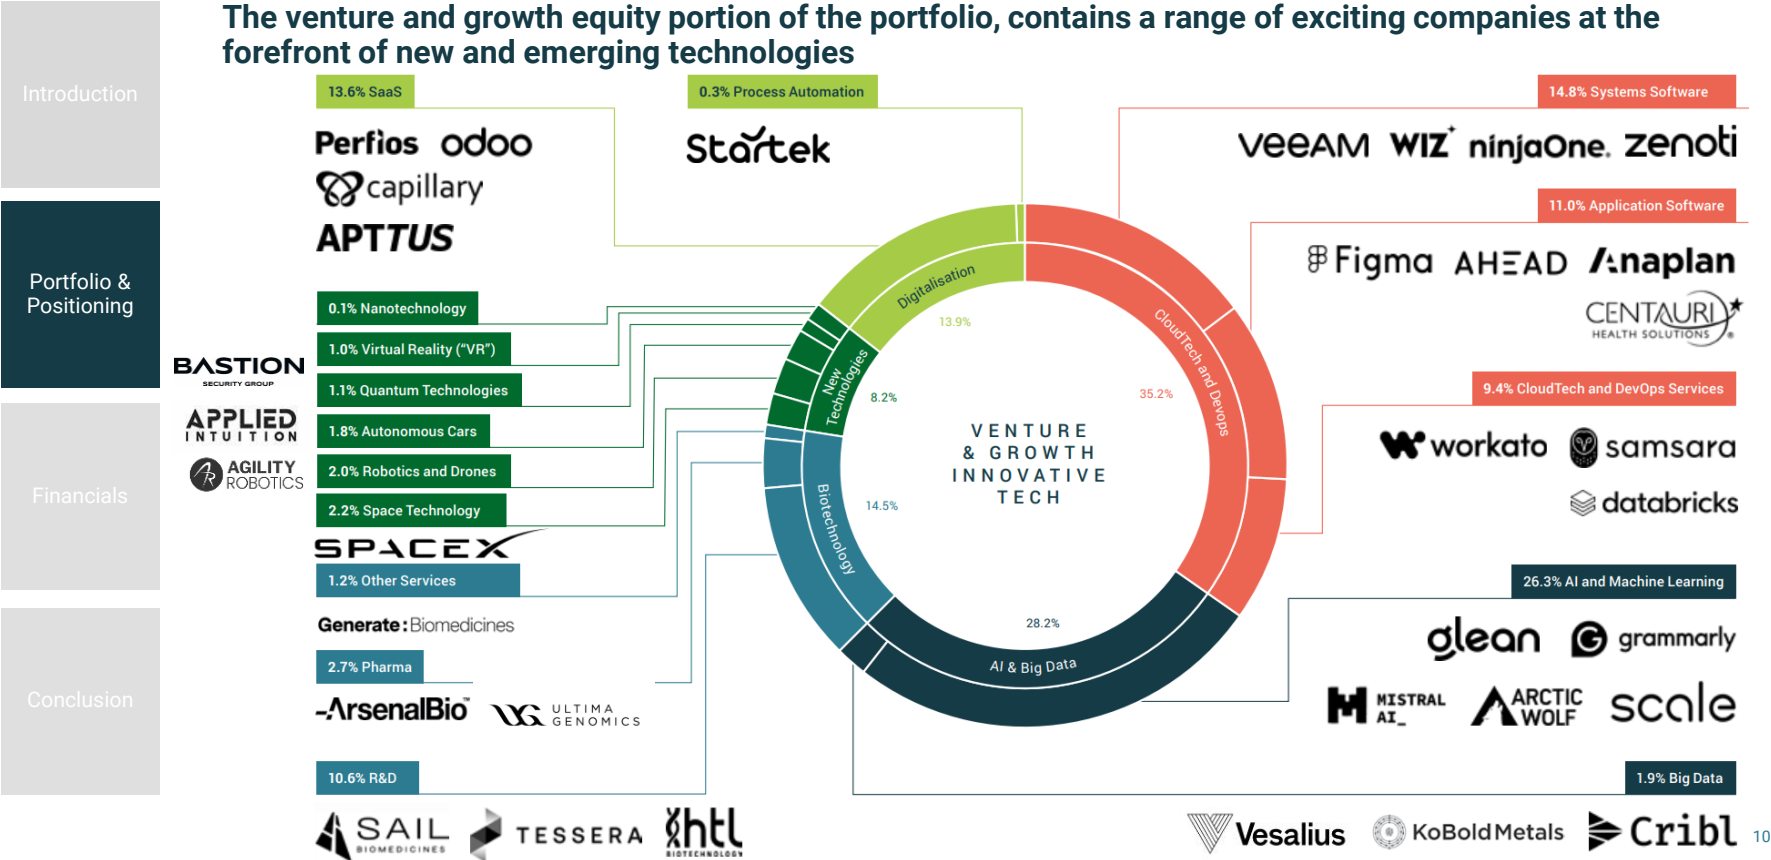 The venture and growth equity portion of the portfolio, contains a range of exciting companies at the
forefront of new and emerging technologies
Introduction
Portfolio &
Positioning
Financials
Conclusion
13.6% SaaS
Perfios odoo
capillary
APTTUS
0.3% Process Automation
Startek
14.8% Systems Software
veeAM WIZ ninjaOne. zenoti
11.0% Application Software
Figma AHEAD Anaplan
CENTAURI
HEALTH SOLUTIONS ®
9.4% CloudTech and DevOps Services
workato samsara
databricks
26.3% AI and Machine Learning
glean grammarly
MISTRAL
AI_
ARCTIC
WOLF
scale
1.9% Big Data
Vesalius KoBold Metals Cribl
0.1% Nanotechnology
1.0% Virtual Reality (“VR”)
1.1% Quantum Technologies
1.8% Autonomous Cars
2.0% Robotics and Drones
2.2% Space Technology
BASTION
SECURITY GROUP
APPLIED
INTUITION
AGILITY
ROBOTICS
SPACEX
1.2% Other Services
Generate:Biomedicines
2.7% Pharma
ArsenalBio™
UG ULTIMA
GENOMICS
10.6% R&D
SAIL
BIOMEDICINES
TESSERA
htl
BIOTECHNOLOGY
Digitalisation
13.9%
New
Technologies
8.2%
Biotechnology
14.5%
AI & Big Data
28.2%
CloudTech and Devops
35.2%
VENTURE
& GROWTH
INNOVATIVE
TECH
10